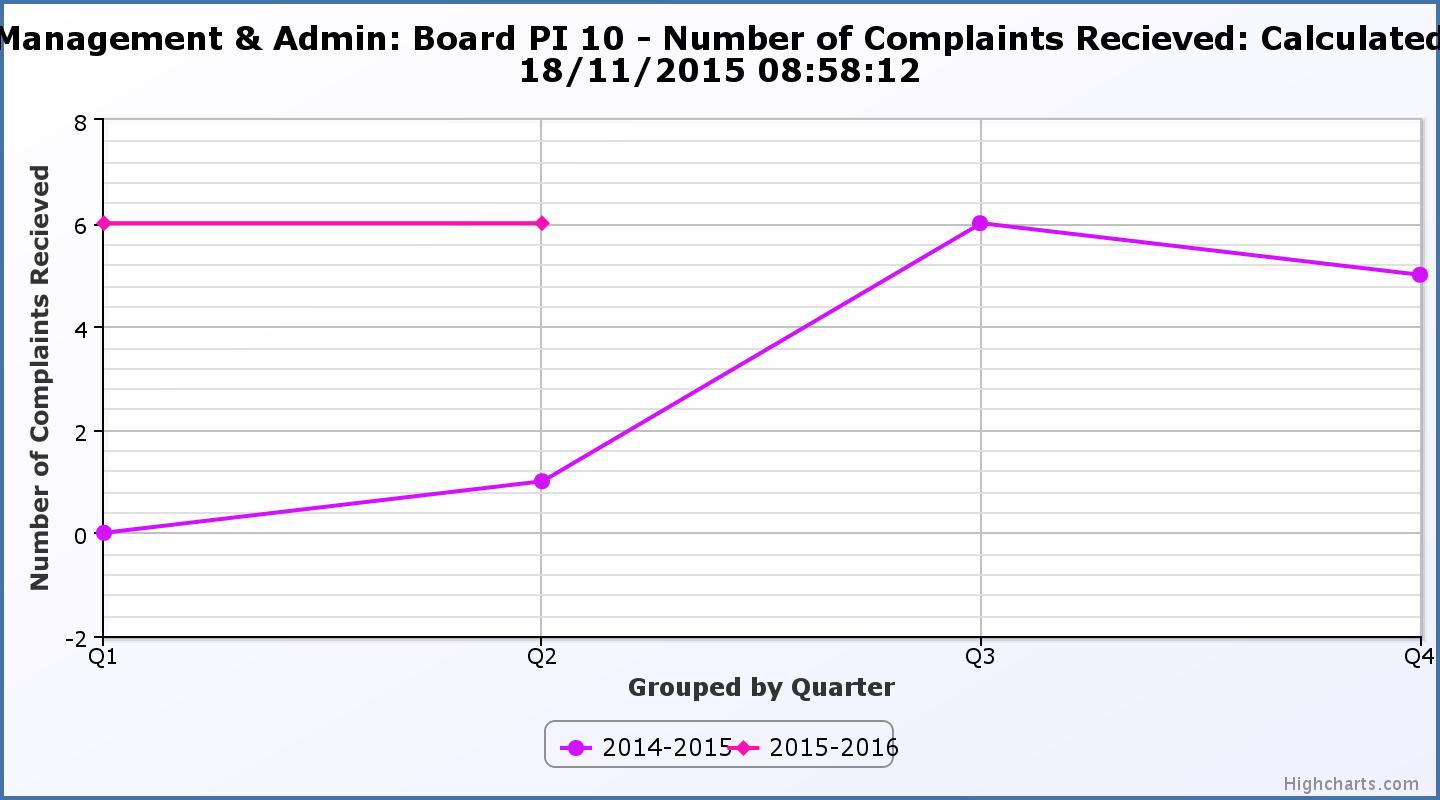 Management & Admin: Board PI 10 - Number of Complaints Recieved: Calculated
18/11/2015 08:58:12
Number of Complaints Recieved
8
6
4
2
0
-2
Q1 Q2 Q3 Q4
Grouped by Quarter
2014-2015 2015-2016
Highcharts.com